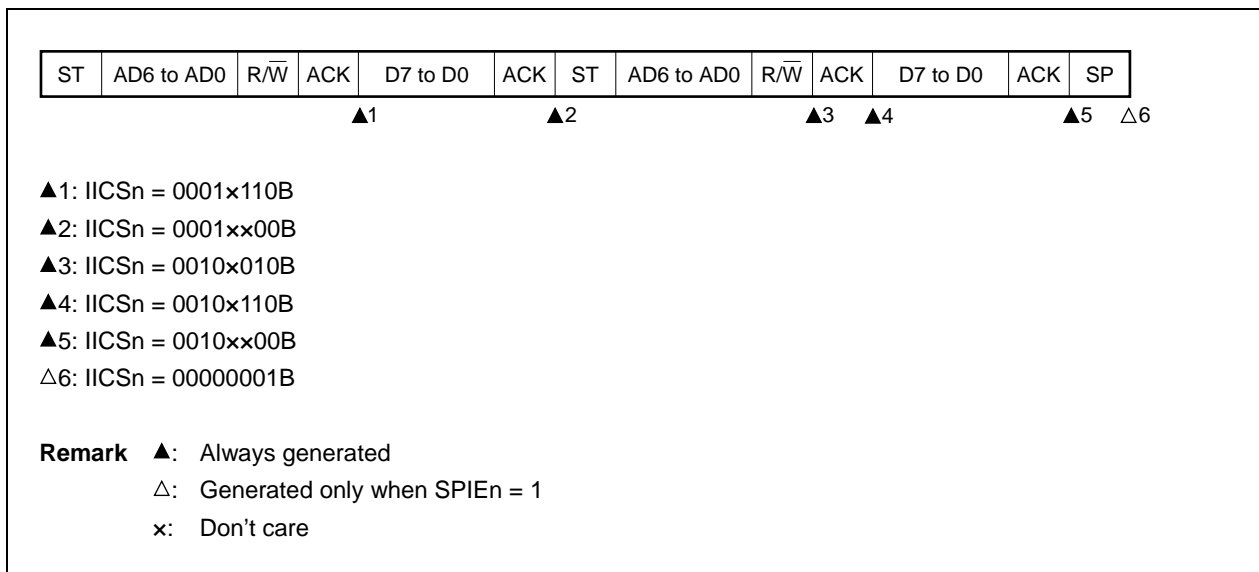 ST AD6 to AD0 R/W̅ ACK D7 to D0 ACK ST AD6 to AD0 R/W̅ ACK D7 to D0 ACK SP
▲1 ▲2 ▲3 ▲4 ▲5 △6
▲1: IICSn = 0001×110B
▲2: IICSn = 0001××00B
▲3: IICSn = 0010×010B
▲4: IICSn = 0010×110B
▲5: IICSn = 0010××00B
△6: IICSn = 00000001B
Remark ▲: Always generated
△: Generated only when SPIEn = 1
×: Don't care